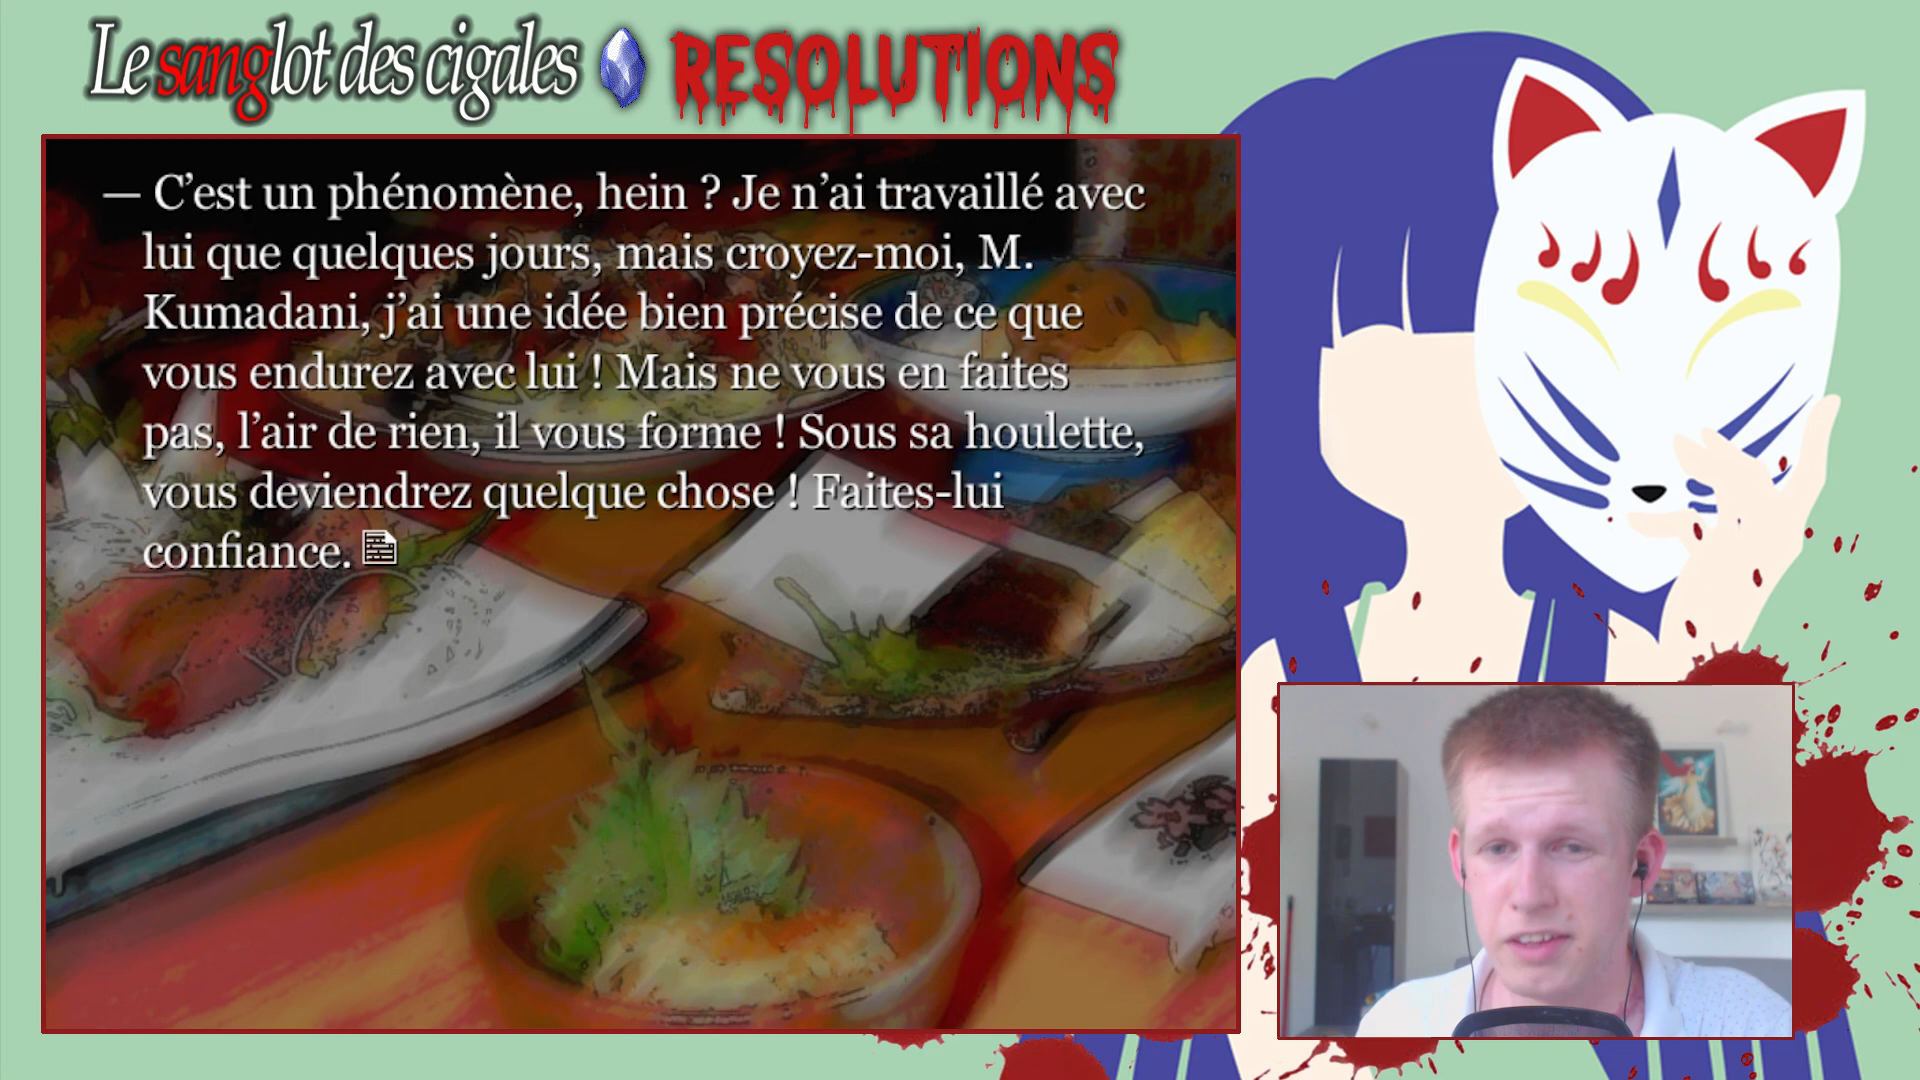 Le sanglot des cigales RESOLUTIONS
— C’est un phénomène, hein ? Je n’ai travaillé avec
lui que quelques jours, mais croyez-moi, M.
Kumadani, j’ai une idée bien précise de ce que
vous endurez avec lui ! Mais ne vous en faites
pas, l’air de rien, il vous forme ! Sous sa houlette,
vous deviendrez quelque chose ! Faites-lui
confiance.